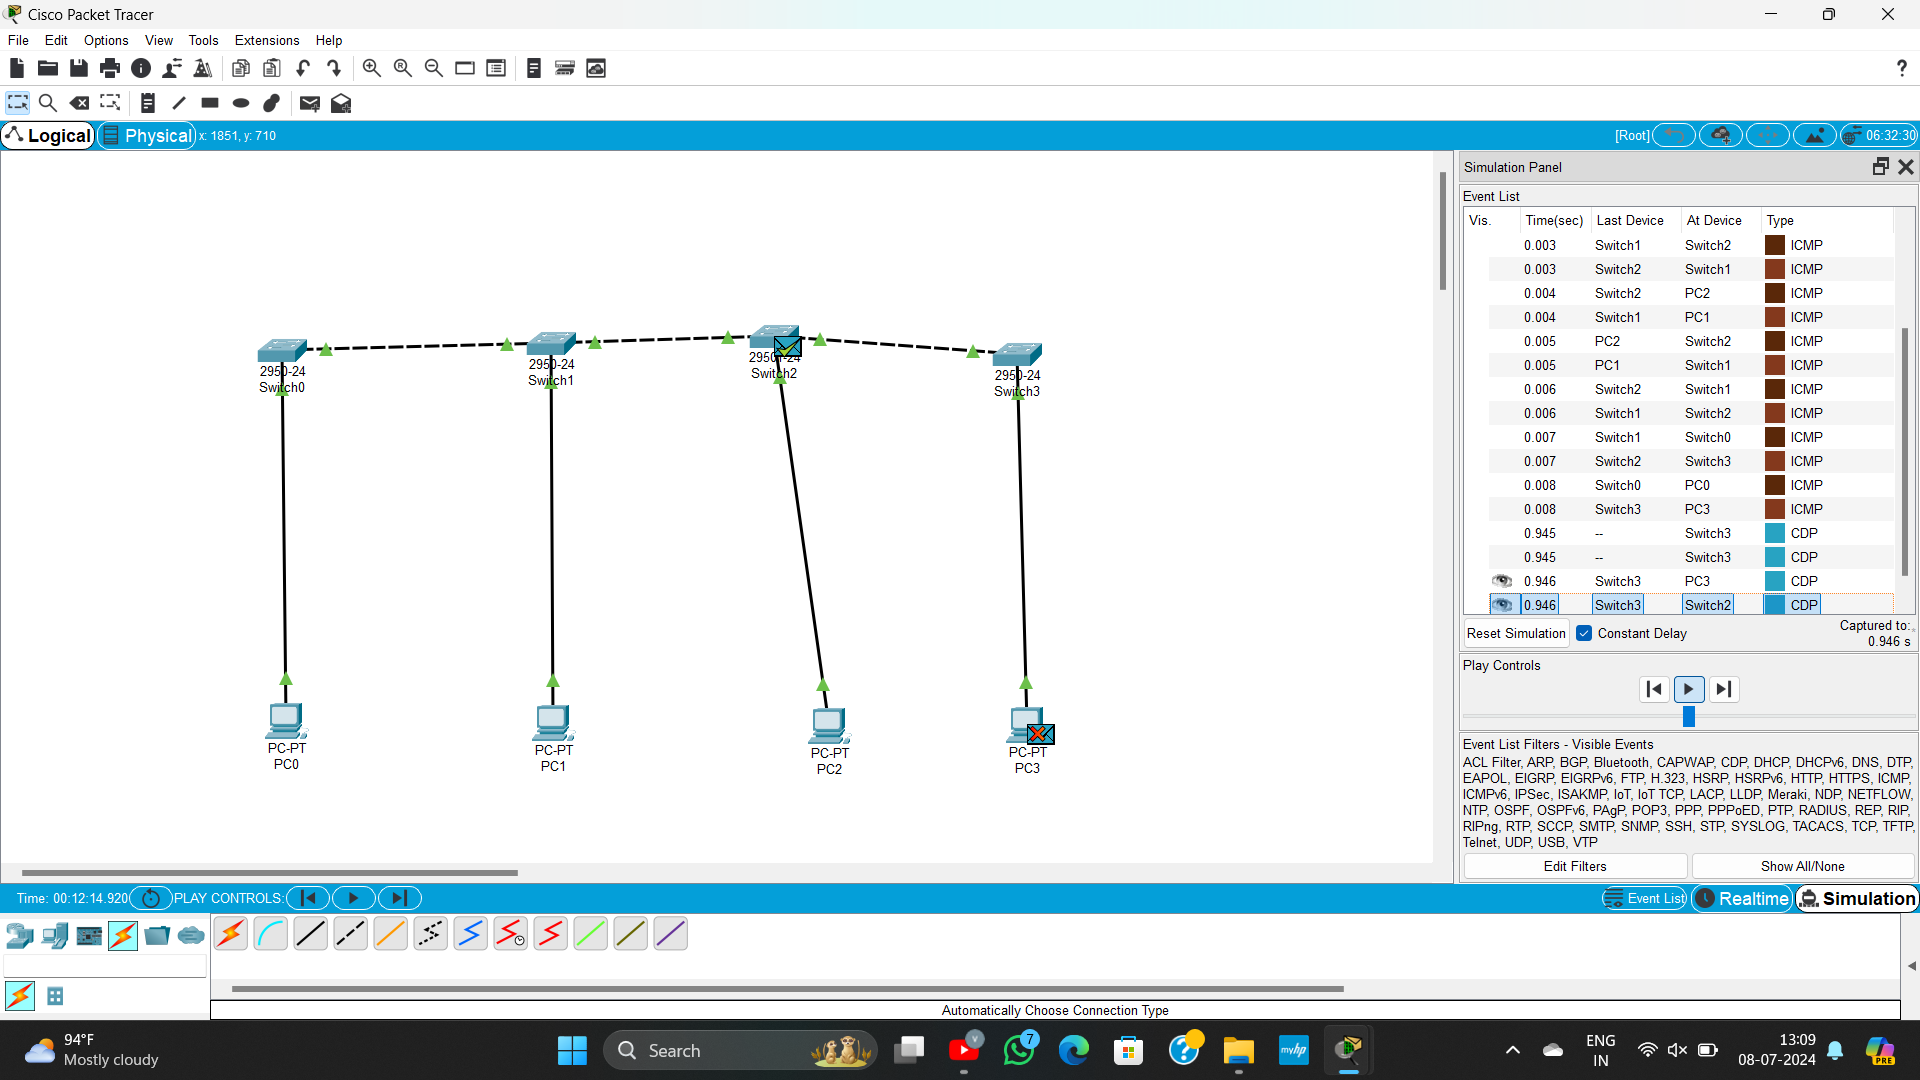 Cisco Packet Tracer
File Edit Options View Tools Extensions Help
Logical Physical x: 1851, y: 710 [Root] 06:32:30
Simulation Panel
Event List
Vis. Time(sec) Last Device At Device Type
0.003 Switch1 Switch2 ICMP
0.003 Switch2 Switch1 ICMP
0.004 Switch2 PC2 ICMP
0.004 Switch1 PC1 ICMP
0.005 PC2 Switch2 ICMP
0.005 PC1 Switch1 ICMP
0.006 Switch2 Switch1 ICMP
0.006 Switch1 Switch2 ICMP
0.007 Switch1 Switch0 ICMP
0.007 Switch2 Switch3 ICMP
0.008 Switch0 PC0 ICMP
0.008 Switch3 PC3 ICMP
0.945 -- Switch3 CDP
0.945 -- Switch3 CDP
0.946 Switch3 PC3 CDP
0.946 Switch3 Switch2 CDP
Reset Simulation Constant Delay Captured to:
0.946 s
Play Controls
Event List Filters - Visible Events
ACL Filter, ARP, BGP, Bluetooth, CAPWAP, CDP, DHCP, DHCPv6, DNS, DTP,
EAPOL, EIGRP, EIGRPv6, FTP, H.323, HSRP, HSRPv6, HTTP, HTTPS, ICMP,
ICMPv6, IPSec, ISAKMP, IoT, IoT TCP, LACP, LLDP, Meraki, NDP, NETFLOW,
NTP, OSPF, OSPFv6, PAgP, POP3, PPP, PPPoED, PTP, RADIUS, REP, RIP,
RIPng, RTP, SCCP, SMTP, SNMP, SSH, STP, SYSLOG, TACACS, TCP, TFTP,
Telnet, UDP, USB, VTP
Edit Filters Show All/None
2950-24
Switch0
2950-24
Switch1
Switch2
2950-24
Switch3
PC-PT
PC0
PC-PT
PC1
PC-PT
PC2
PC-PT
PC3
Time: 00:12:14.920 PLAY CONTROLS: Event List Realtime Simulation
Automatically Choose Connection Type
94°F
Mostly cloudy
Search
V
7
myhp
ENG
IN
13:09
08-07-2024
PRE